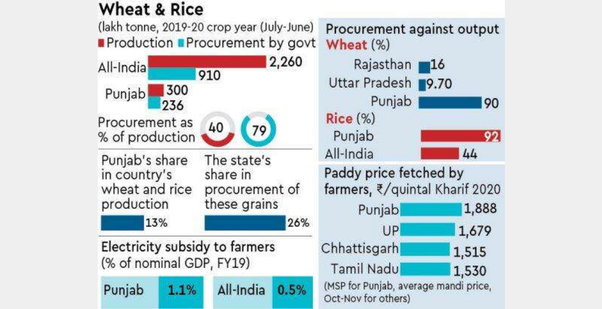 Wheat & Rice
(lakh tonne, 2019-20 crop year (July-June)
Production Procurement by govt
All-India 2,260
910
Punjab 300
236
Procurement as
% of production 40 79
Punjab's share
in country's
wheat and rice
production
13%
The state's
share in
procurement of
these grains
26%
Electricity subsidy to farmers
(% of nominal GDP, FY19)
Punjab 1.1% All-India 0.5%
Procurement against output
Wheat (%)
Rajasthan 16
Uttar Pradesh 9.70
Punjab 90
Rice (%)
Punjab 92
All-India 44
Paddy price fetched by
farmers, ₹/quintal Kharif 2020
Punjab 1,888
UP 1,679
Chhattisgarh 1,515
Tamil Nadu 1,530
(MSP for Punjab, average mandi price,
Oct-Nov for others)